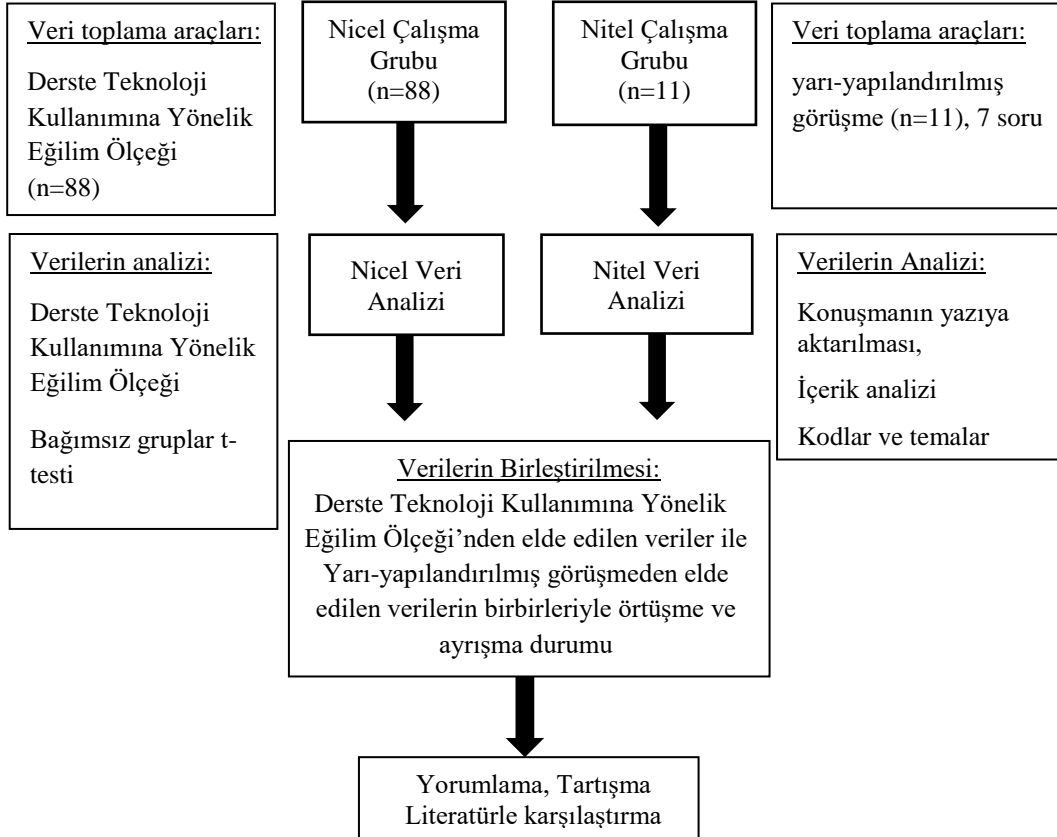 Veri toplama araçları:
Derste Teknoloji
Kullanımına Yönelik
Eğilim Ölçeği
(n=88)
Nicel Çalışma
Grubu
(n=88)
Nitel Çalışma
Grubu
(n=11)
Veri toplama araçları:
yarı-yapılandırılmış
görüşme (n=11), 7 soru
Verilerin analizi:
Derste Teknoloji
Kullanımına Yönelik
Eğilim Ölçeği
Bağımsız gruplar t-
testi
Nicel Veri
Analizi
Nitel Veri
Analizi
Verilerin Analizi:
Konuşmanın yazıya
aktarılması,
İçerik analizi
Kodlar ve temalar
Verilerin Birleştirilmesi:
Derste Teknoloji Kullanımına Yönelik
Eğilim Ölçeği’nden elde edilen veriler ile
Yarı-yapılandırılmış görüşmeden elde
edilen verilerin birbirleriyle örtüşme ve
ayrışma durumu
Yorumlama, Tartışma
Literatürle karşılaştırma